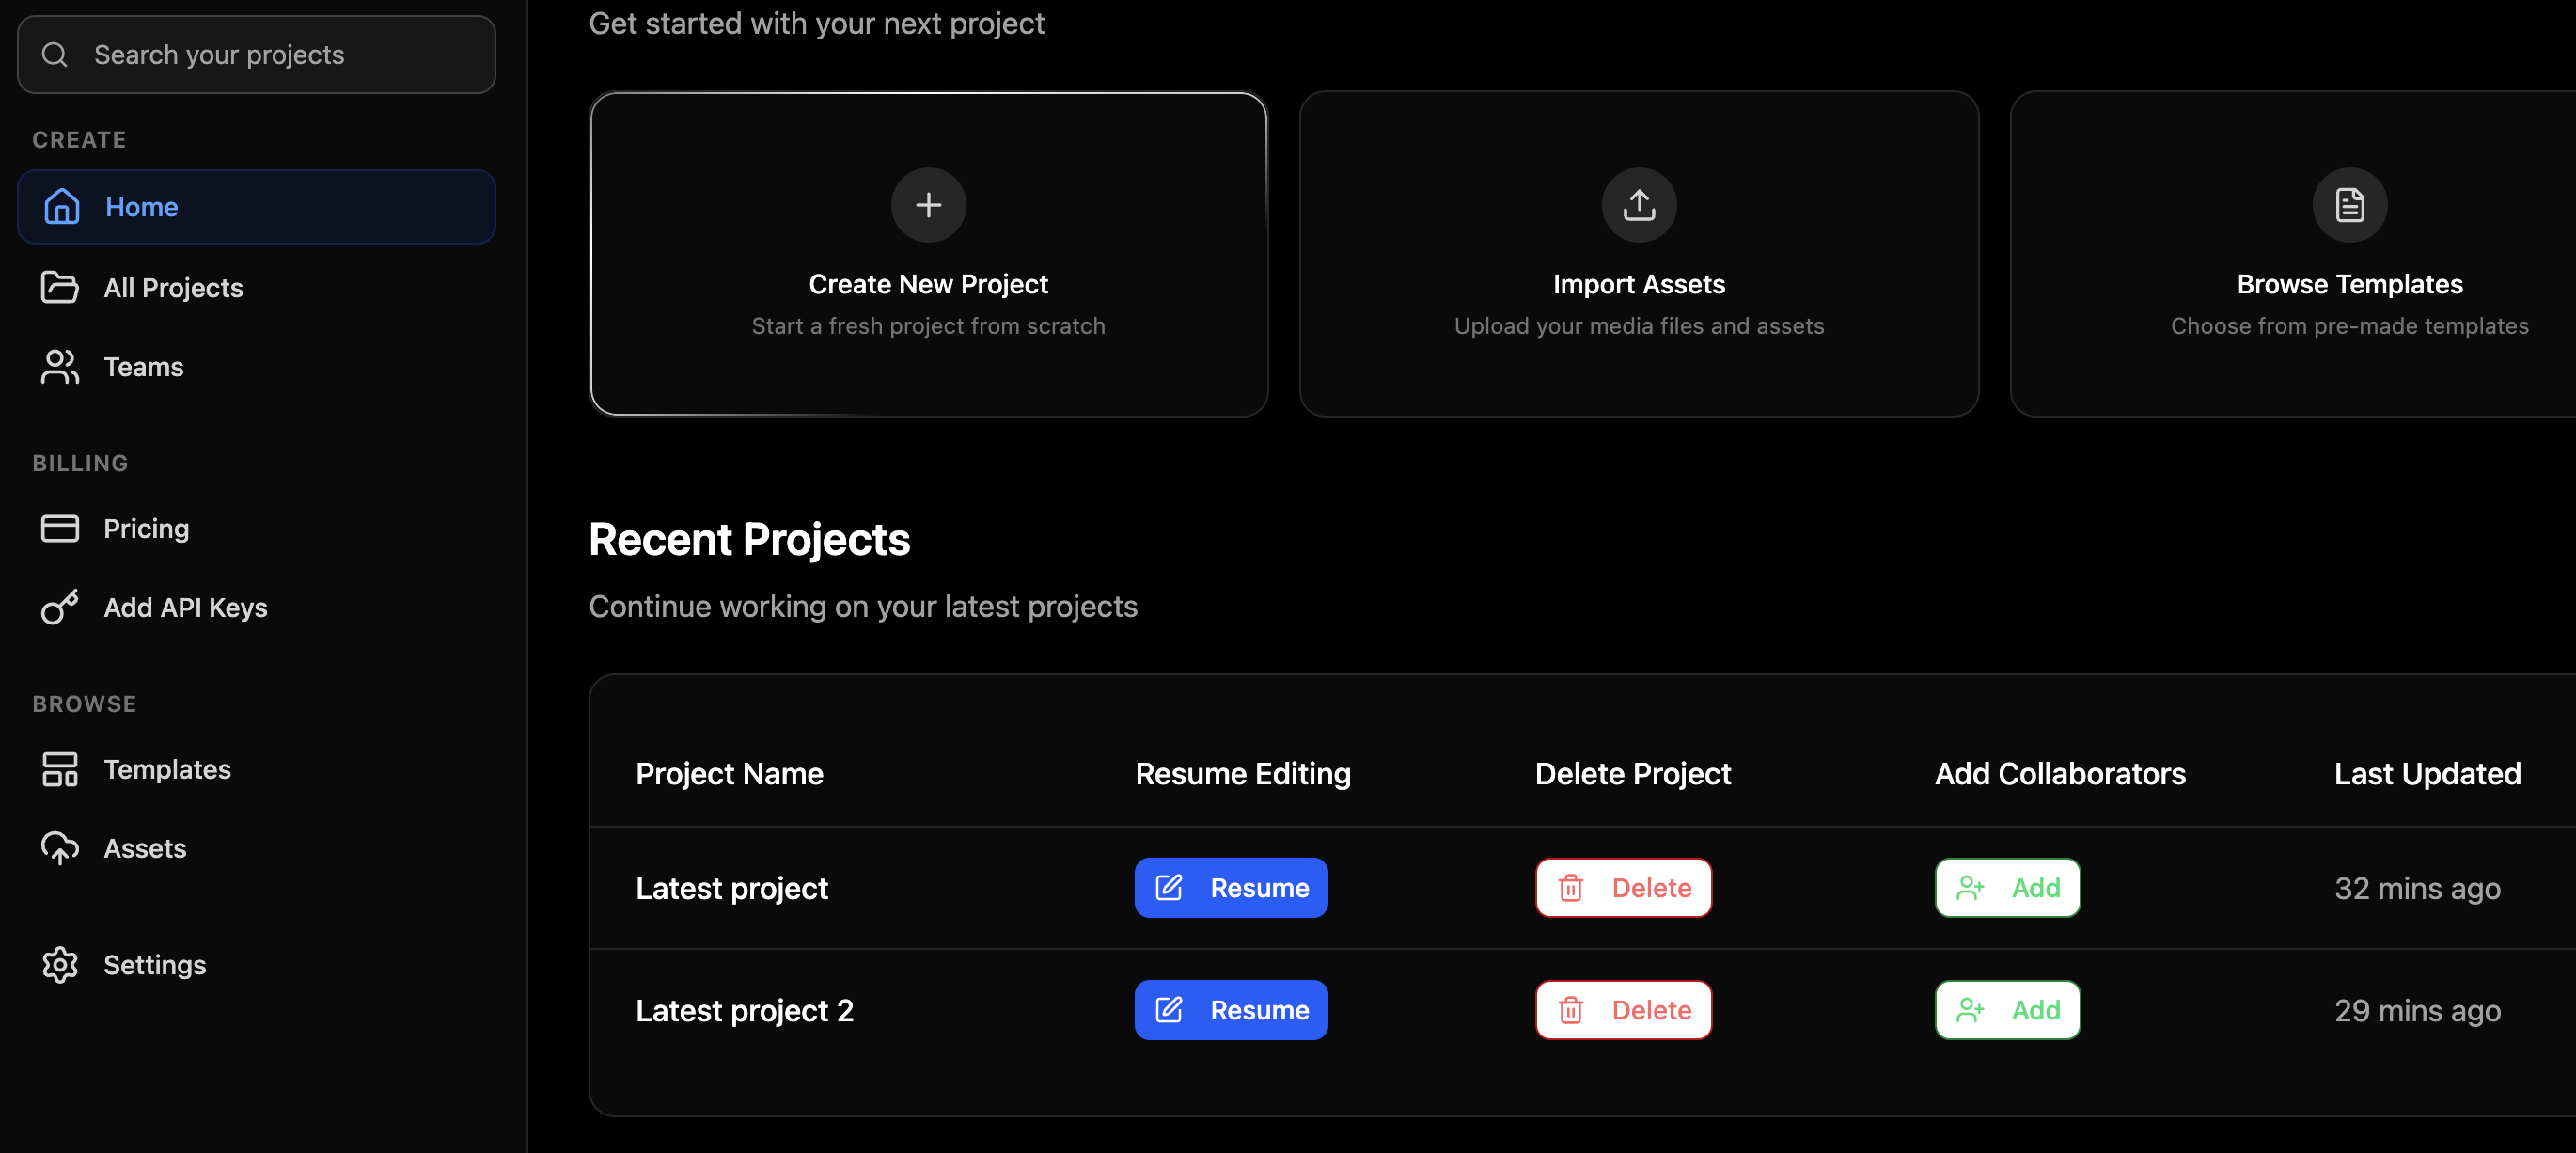 Search your projects
CREATE
Home
All Projects
Teams
BILLING
Pricing
Add API Keys
BROWSE
Templates
Assets
Settings
Get started with your next project
Create New Project
Start a fresh project from scratch
Import Assets
Upload your media files and assets
Browse Templates
Choose from pre-made templates
Recent Projects
Continue working on your latest projects
Project Name Resume Editing Delete Project Add Collaborators Last Updated
Latest project Resume Delete Add 32 mins ago
Latest project 2 Resume Delete Add 29 mins ago